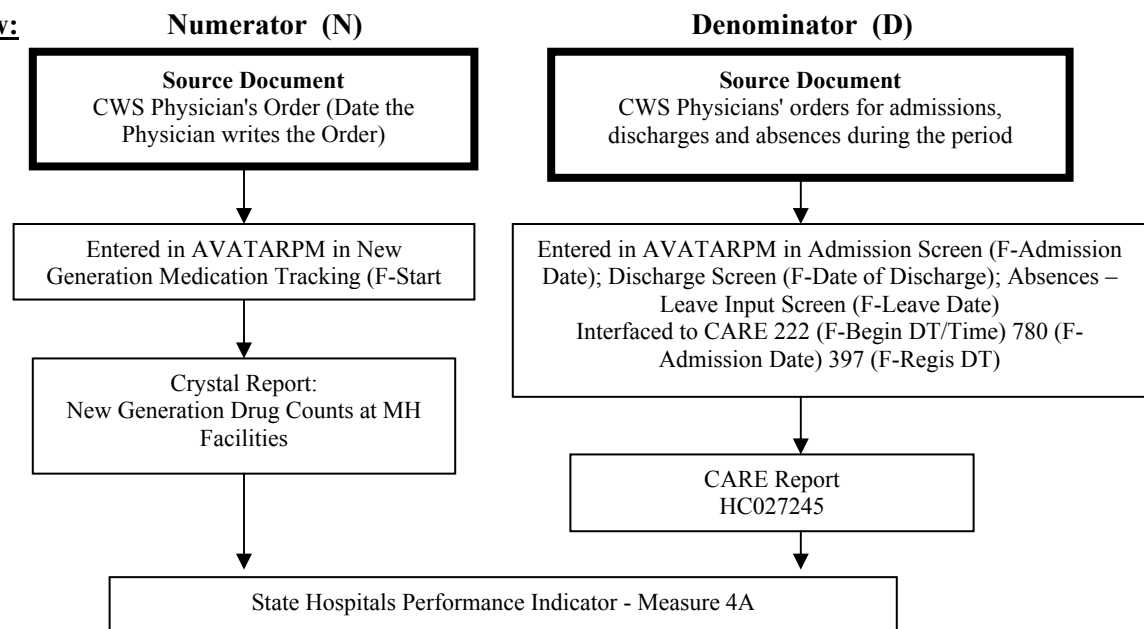 w:
Numerator (N)
Denominator (D)
Source Document
CWS Physician's Order (Date the
Physician writes the Order)
Source Document
CWS Physicians' orders for admissions,
discharges and absences during the period
Entered in AVATARPM in New
Generation Medication Tracking (F-Start
Entered in AVATARPM in Admission Screen (F-Admission
Date); Discharge Screen (F-Date of Discharge); Absences –
Leave Input Screen (F-Leave Date)
Interfaced to CARE 222 (F-Begin DT/Time) 780 (F-
Admission Date) 397 (F-Regis DT)
Crystal Report:
New Generation Drug Counts at MH
Facilities
CARE Report
HC027245
State Hospitals Performance Indicator - Measure 4A